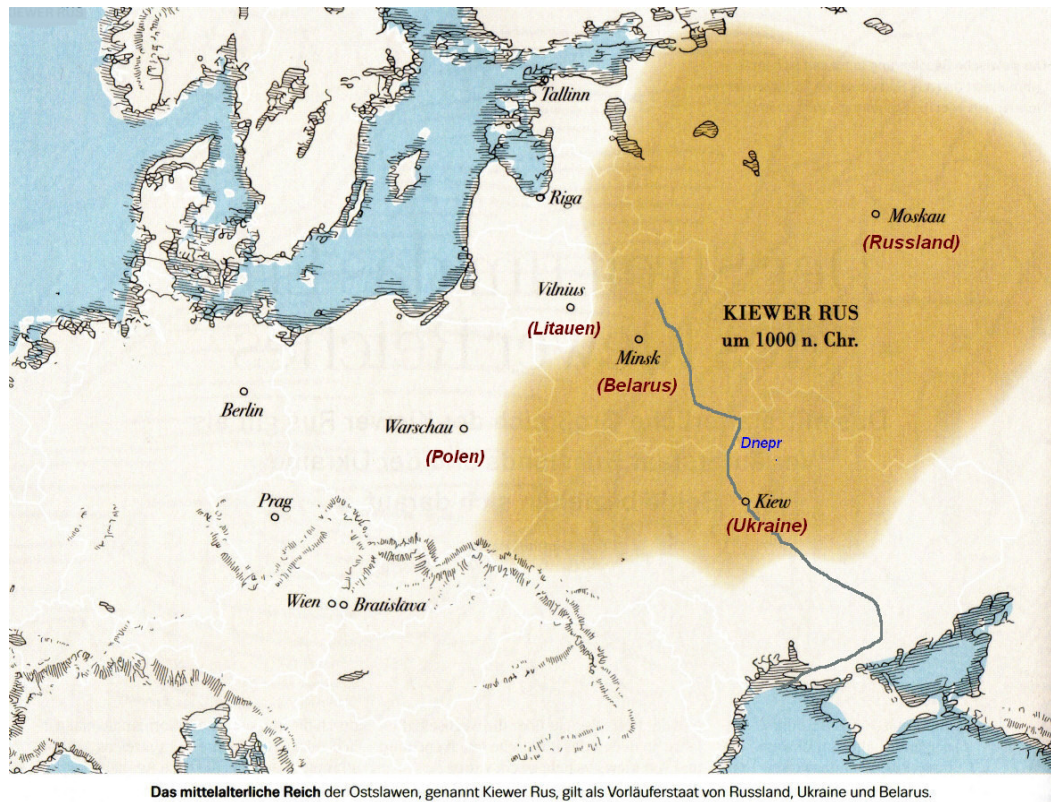 Tallinn
Riga
Moskau
(Russland)
Vilnius
(Litauen)
KIEWER RUS
um 1000 n. Chr.
Minsk
(Belarus)
Berlin
Warschau
(Polen)
Dnepr
Prag
Kiew
(Ukraine)
Wien
Bratislava
Das mittelalterliche Reich der Ostslawen, genannt Kiewer Rus, gilt als Vorläuferstaat von Russland, Ukraine und Belarus.